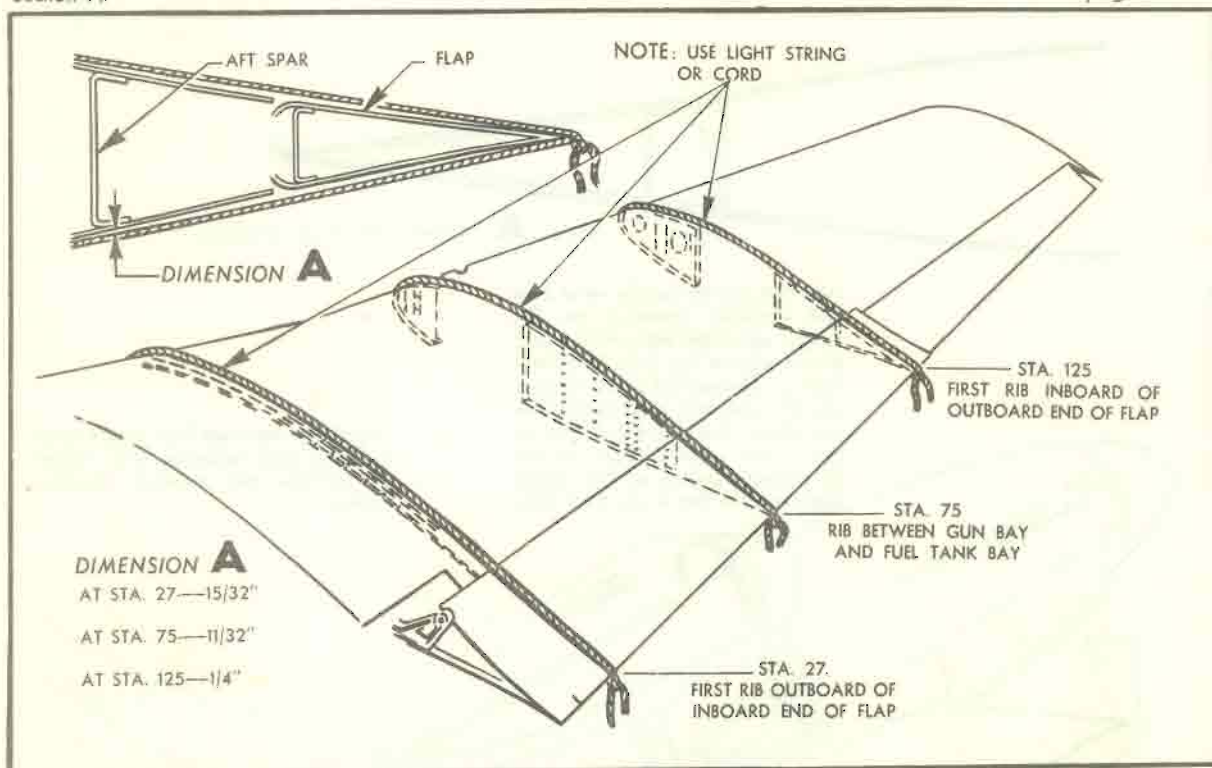 AFT SPAR
FLAP
NOTE: USE LIGHT STRING
OR CORD
DIMENSION A
STA. 125
FIRST RIB INBOARD OF
OUTBOARD END OF FLAP
STA. 75
RIB BETWEEN GUN BAY
AND FUEL TANK BAY
DIMENSION A
AT STA. 27—15/32"
AT STA. 75—11/32"
AT STA. 125—1/4"
STA. 27.
FIRST RIB OUTBOARD OF
INBOARD END OF FLAP